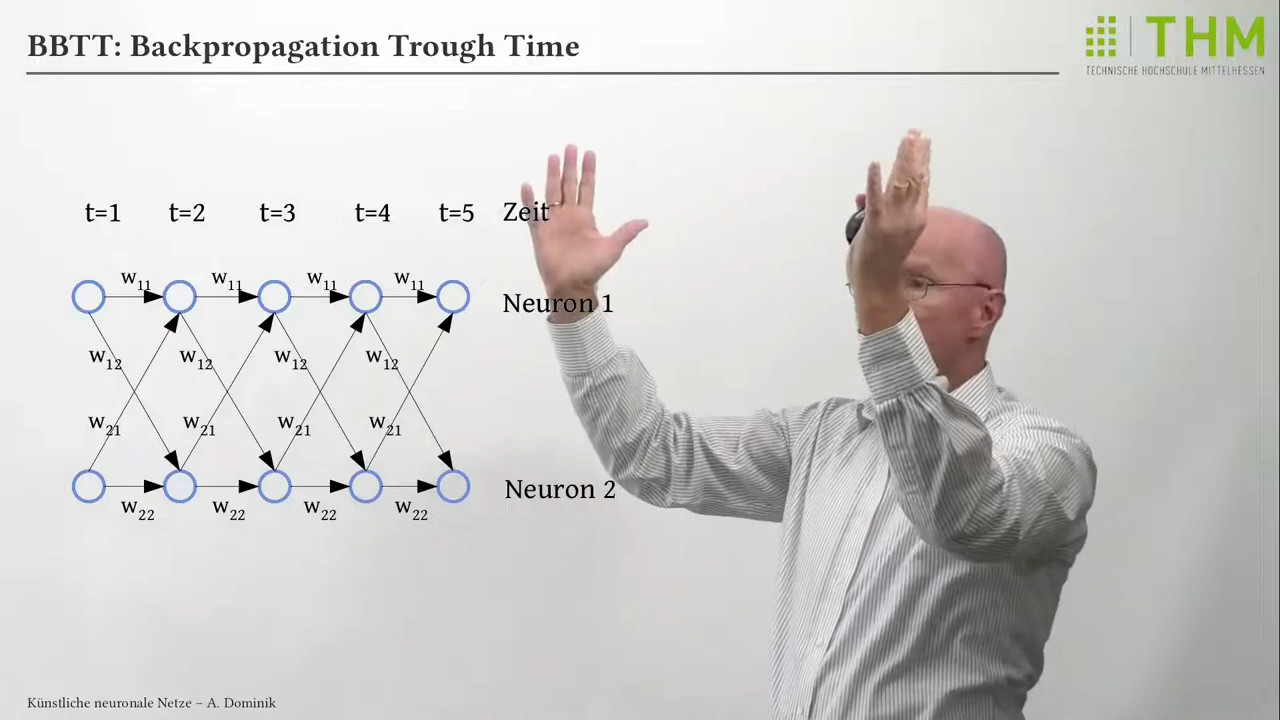 BBTT: Backpropagation Trough Time
THM
TECHNISCHE HOCHSCHULE MITTELHESSEN
t=1 t=2 t=3 t=4 t=5 Zeit
w11 w11 w11 w11
Neuron 1
w12 w12 w12 w12
w21 w21 w21 w21
Neuron 2
w22 w22 w22 w22
Künstliche neuronale Netze – A. Dominik